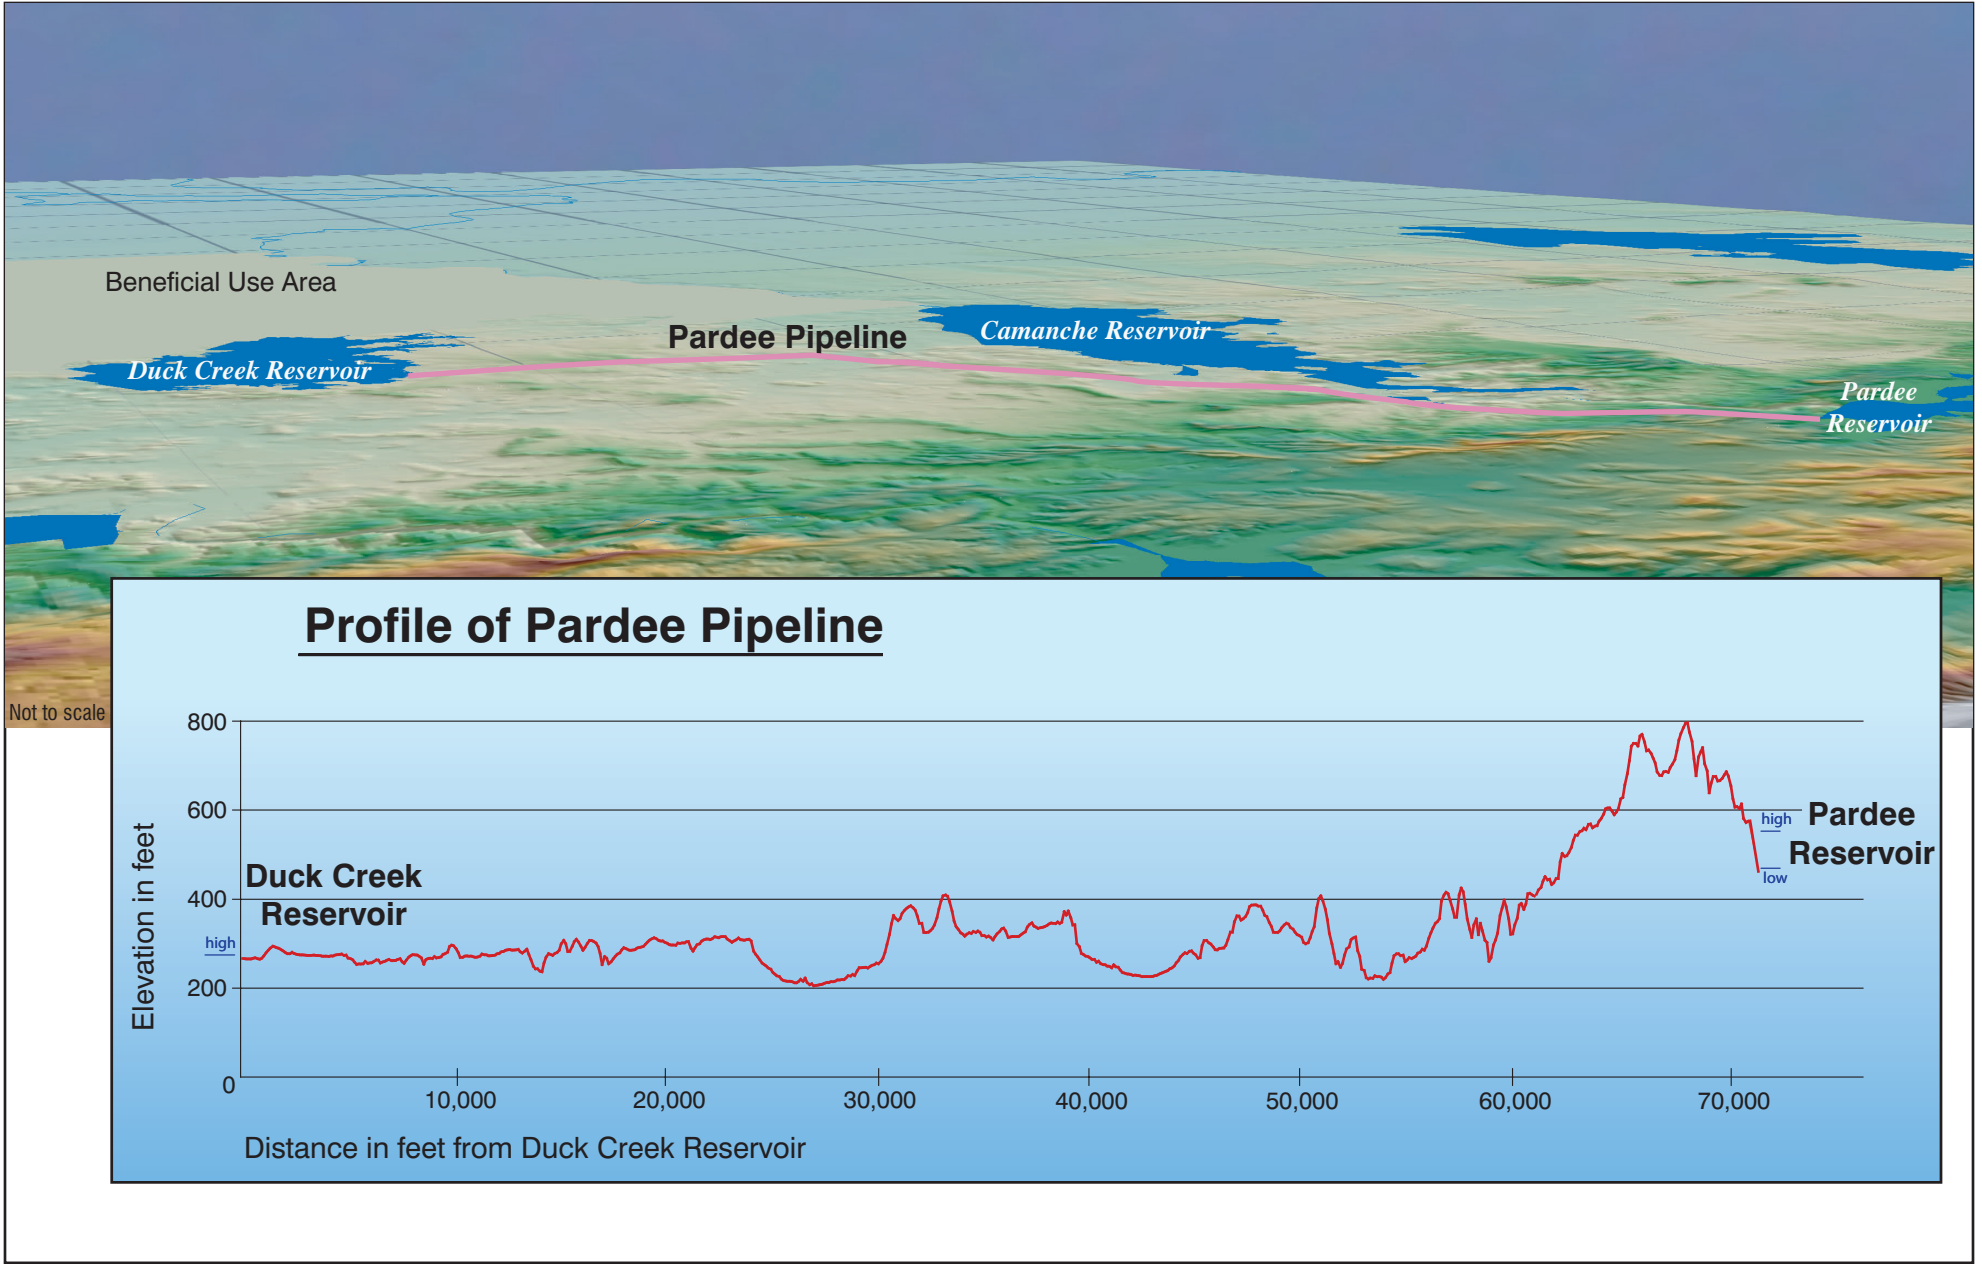 Beneficial Use Area
Pardee Pipeline
Camanche Reservoir
Duck Creek Reservoir
Pardee
Reservoir
Not to scale
Profile of Pardee Pipeline
Elevation in feet
800
600
400
200
0
Duck Creek
Reservoir
high
high
low
Pardee
Reservoir
10,000
20,000
30,000
40,000
50,000
60,000
70,000
Distance in feet from Duck Creek Reservoir